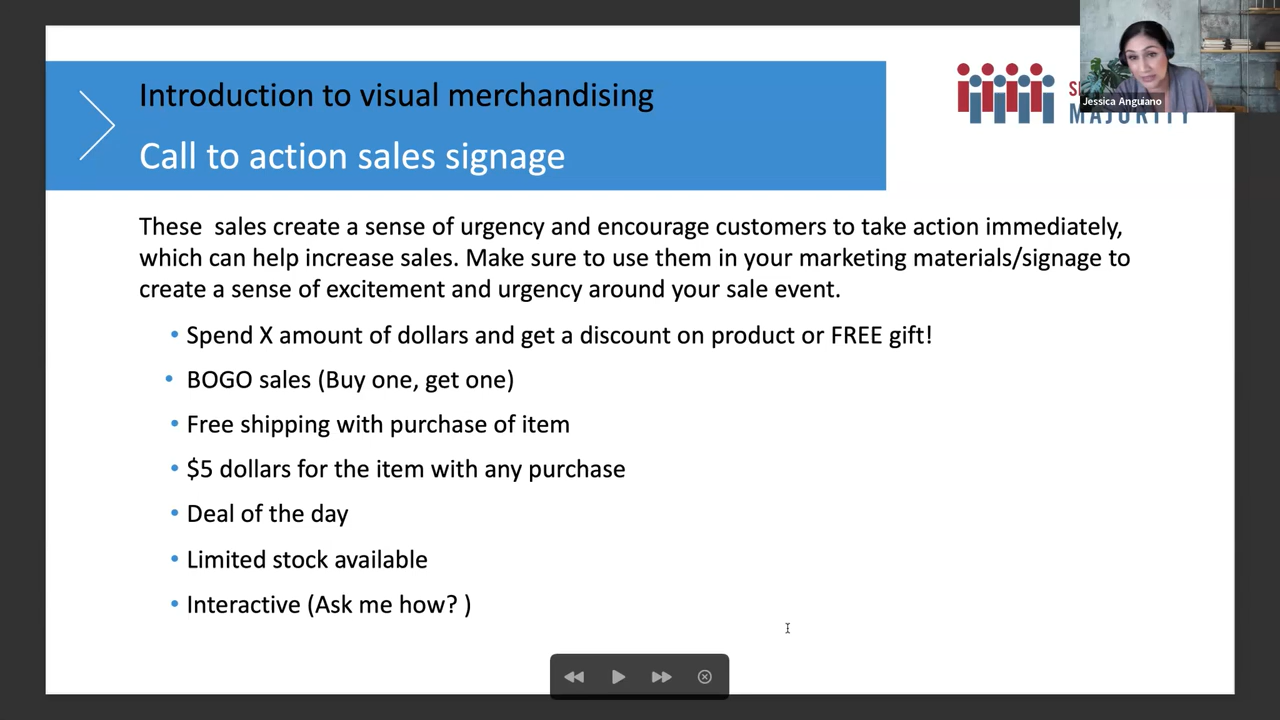 Introduction to visual merchandising
Call to action sales signage
Jessica Anguiano
MAJORITY
These sales create a sense of urgency and encourage customers to take action immediately,
which can help increase sales. Make sure to use them in your marketing materials/signage to
create a sense of excitement and urgency around your sale event.
• Spend X amount of dollars and get a discount on product or FREE gift!
• BOGO sales (Buy one, get one)
• Free shipping with purchase of item
• $5 dollars for the item with any purchase
• Deal of the day
• Limited stock available
• Interactive (Ask me how? )